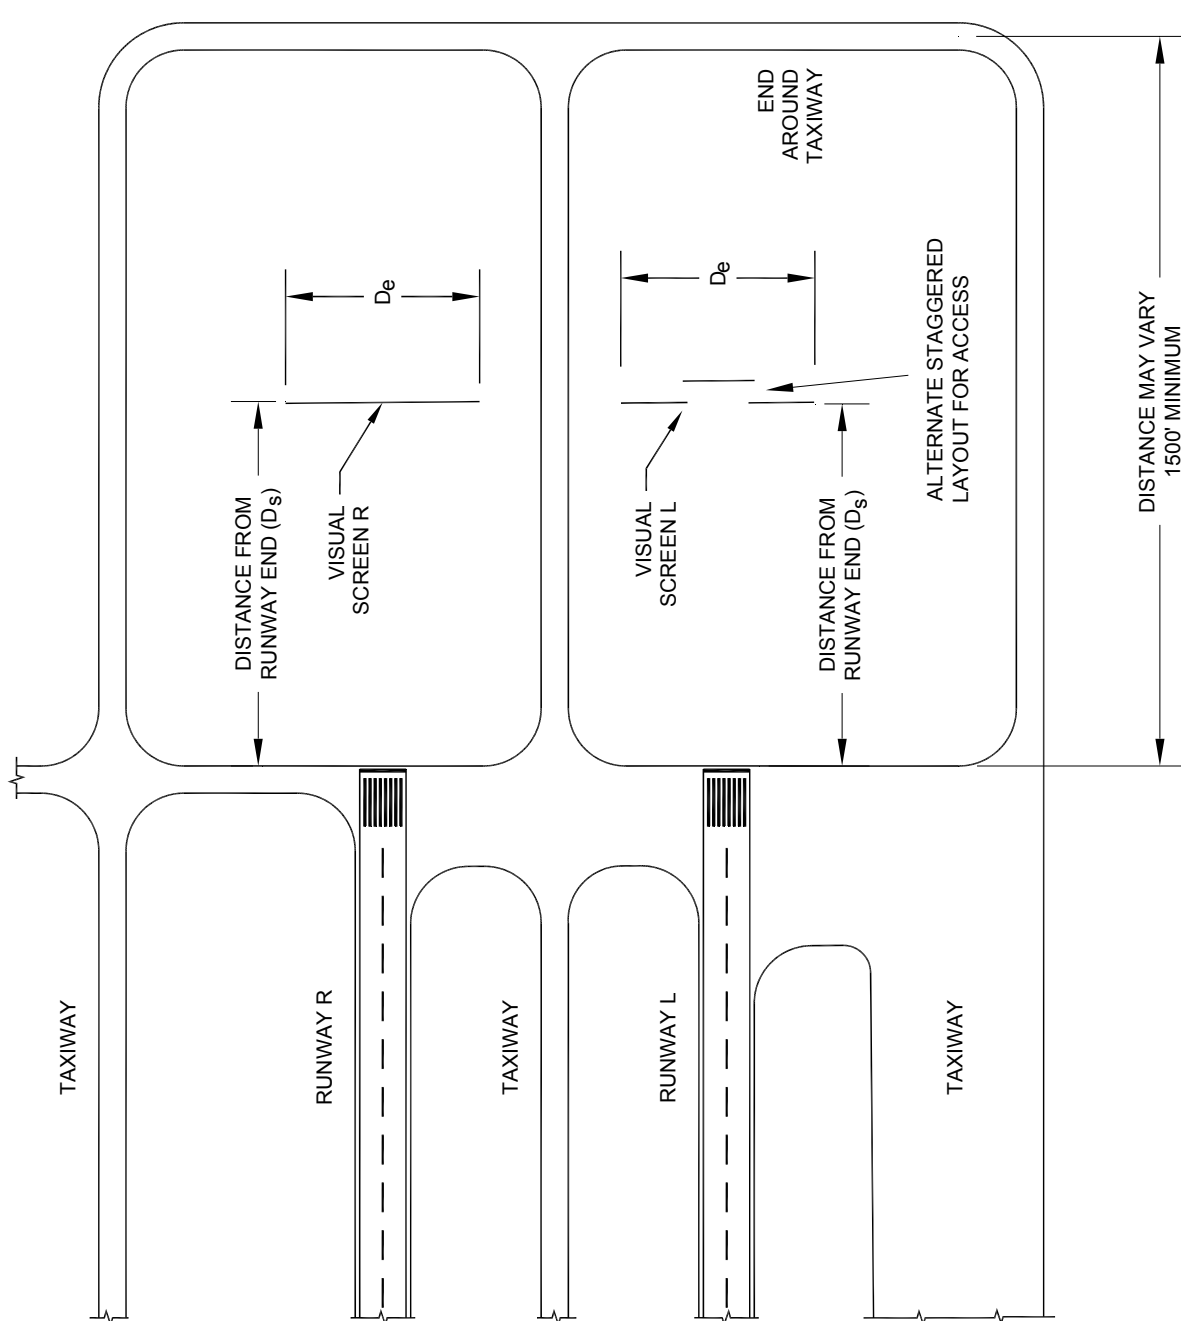 END
AROUND
TAXIWAY
De
De
ALTERNATE STAGGERED
LAYOUT FOR ACCESS
DISTANCE MAY VARY
1500' MINIMUM
DISTANCE FROM
RUNWAY END (Ds)
VISUAL
SCREEN R
VISUAL
SCREEN L
DISTANCE FROM
RUNWAY END (Ds)
TAXIWAY
RUNWAY R
TAXIWAY
RUNWAY L
TAXIWAY